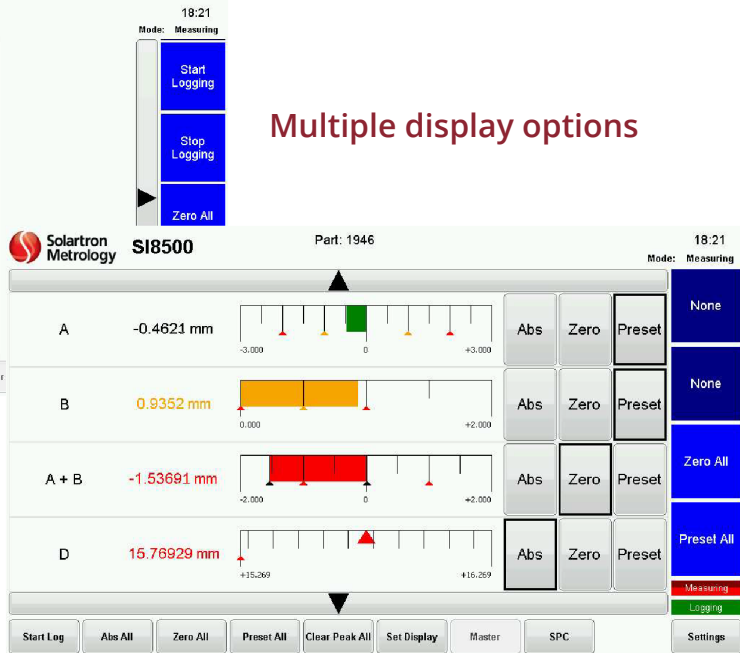 18:21
Mode: Measuring
Start
Logging
Stop
Logging
Zero All
Multiple display options
Solartron
Metrology
SI8500
Part: 1946
18:21
Mode: Measuring
A
-0.4621 mm
-3.000
0
+3.000
Abs
Zero
Preset
None
B
0.9352 mm
0.000
+2.000
Abs
Zero
Preset
None
A + B
-1.53691 mm
-2.000
0
+2.000
Abs
Zero
Preset
Zero All
D
15.76929 mm
+15.269
+16.269
Abs
Zero
Preset
Preset All
Measuring
Logging
Start Log
Abs All
Zero All
Preset All
Clear Peak All
Set Display
Master
SPC
Settings